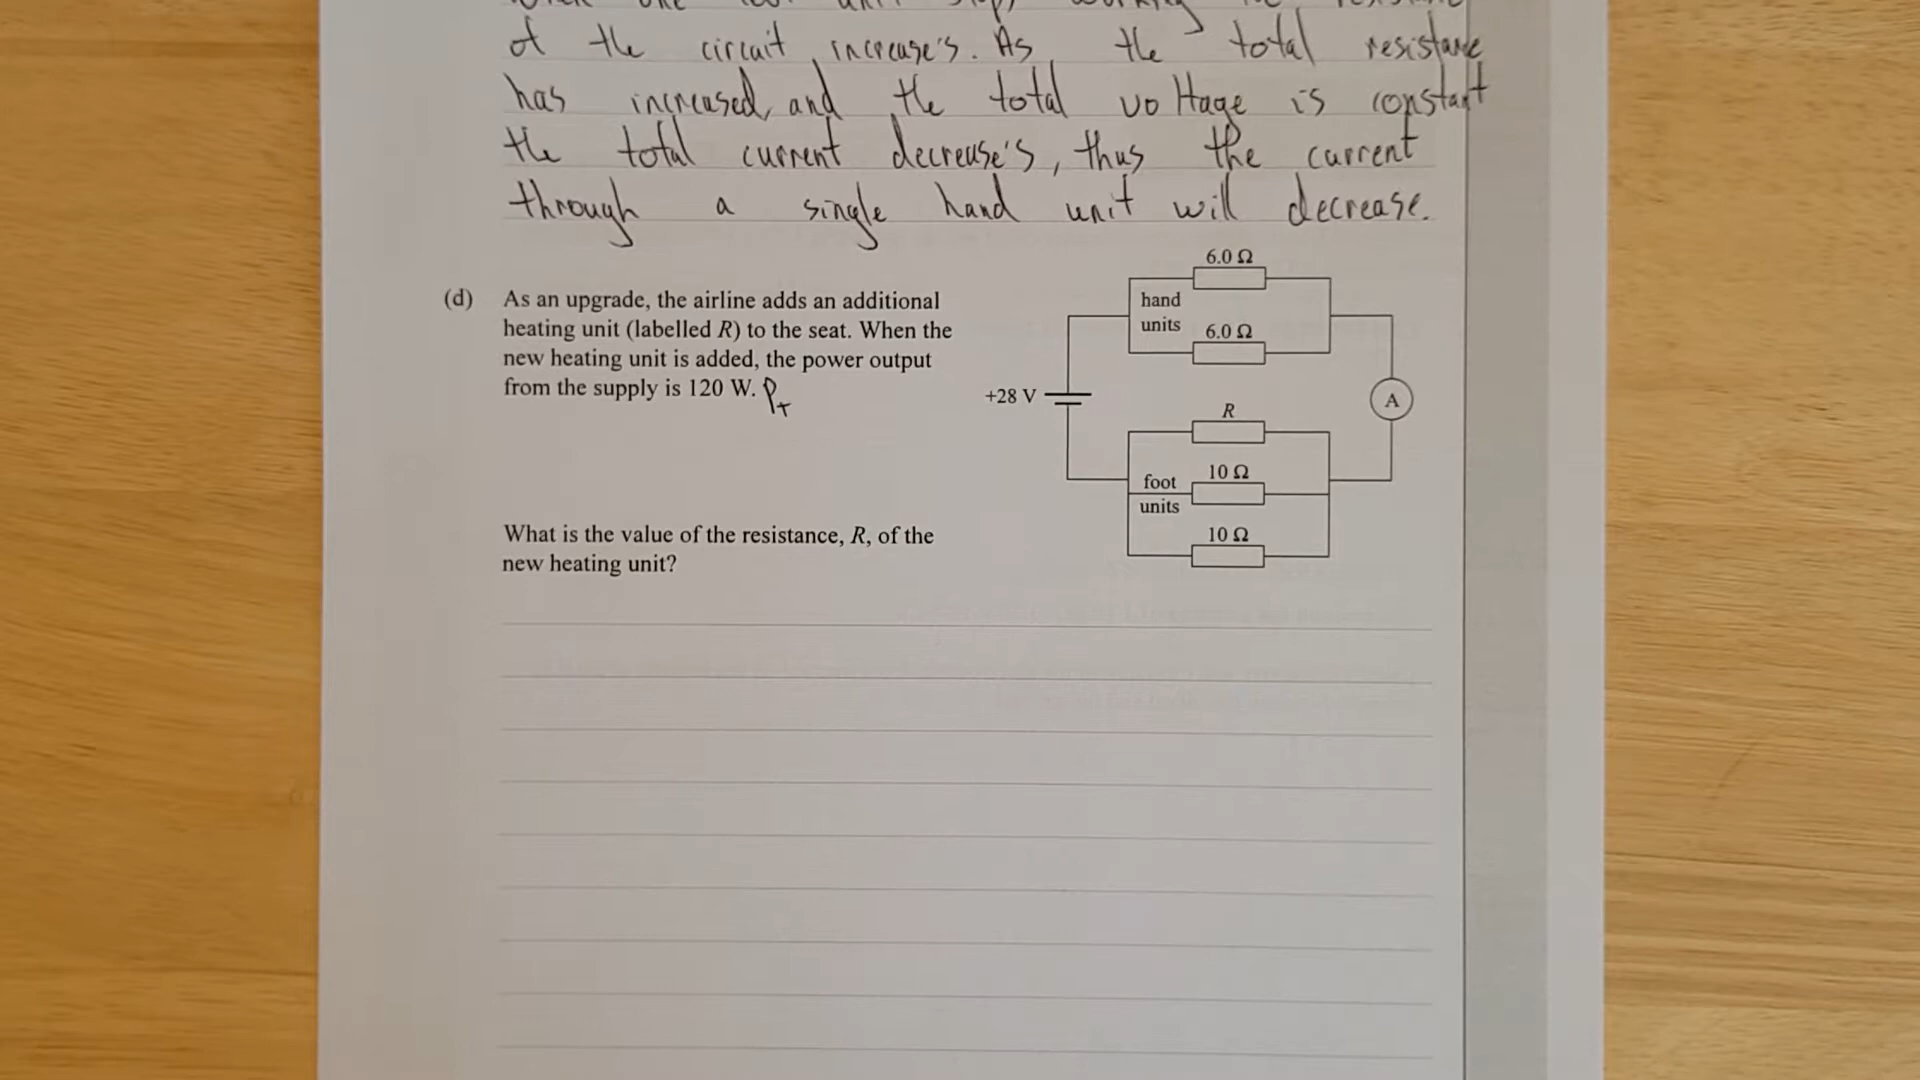 of the circuit increase's. As the total resistane
has increased, and the total voltage is constant
the total current decrease's, thus the current
through a single hand unit will decrease.
(d) As an upgrade, the airline adds an additional
heating unit (labelled R) to the seat. When the
new heating unit is added, the power output
from the supply is 120 W. PT
What is the value of the resistance, R, of the
new heating unit?
6.0 Ω
hand
units
6.0 Ω
+28 V
A
R
10 Ω
foot
units
10 Ω